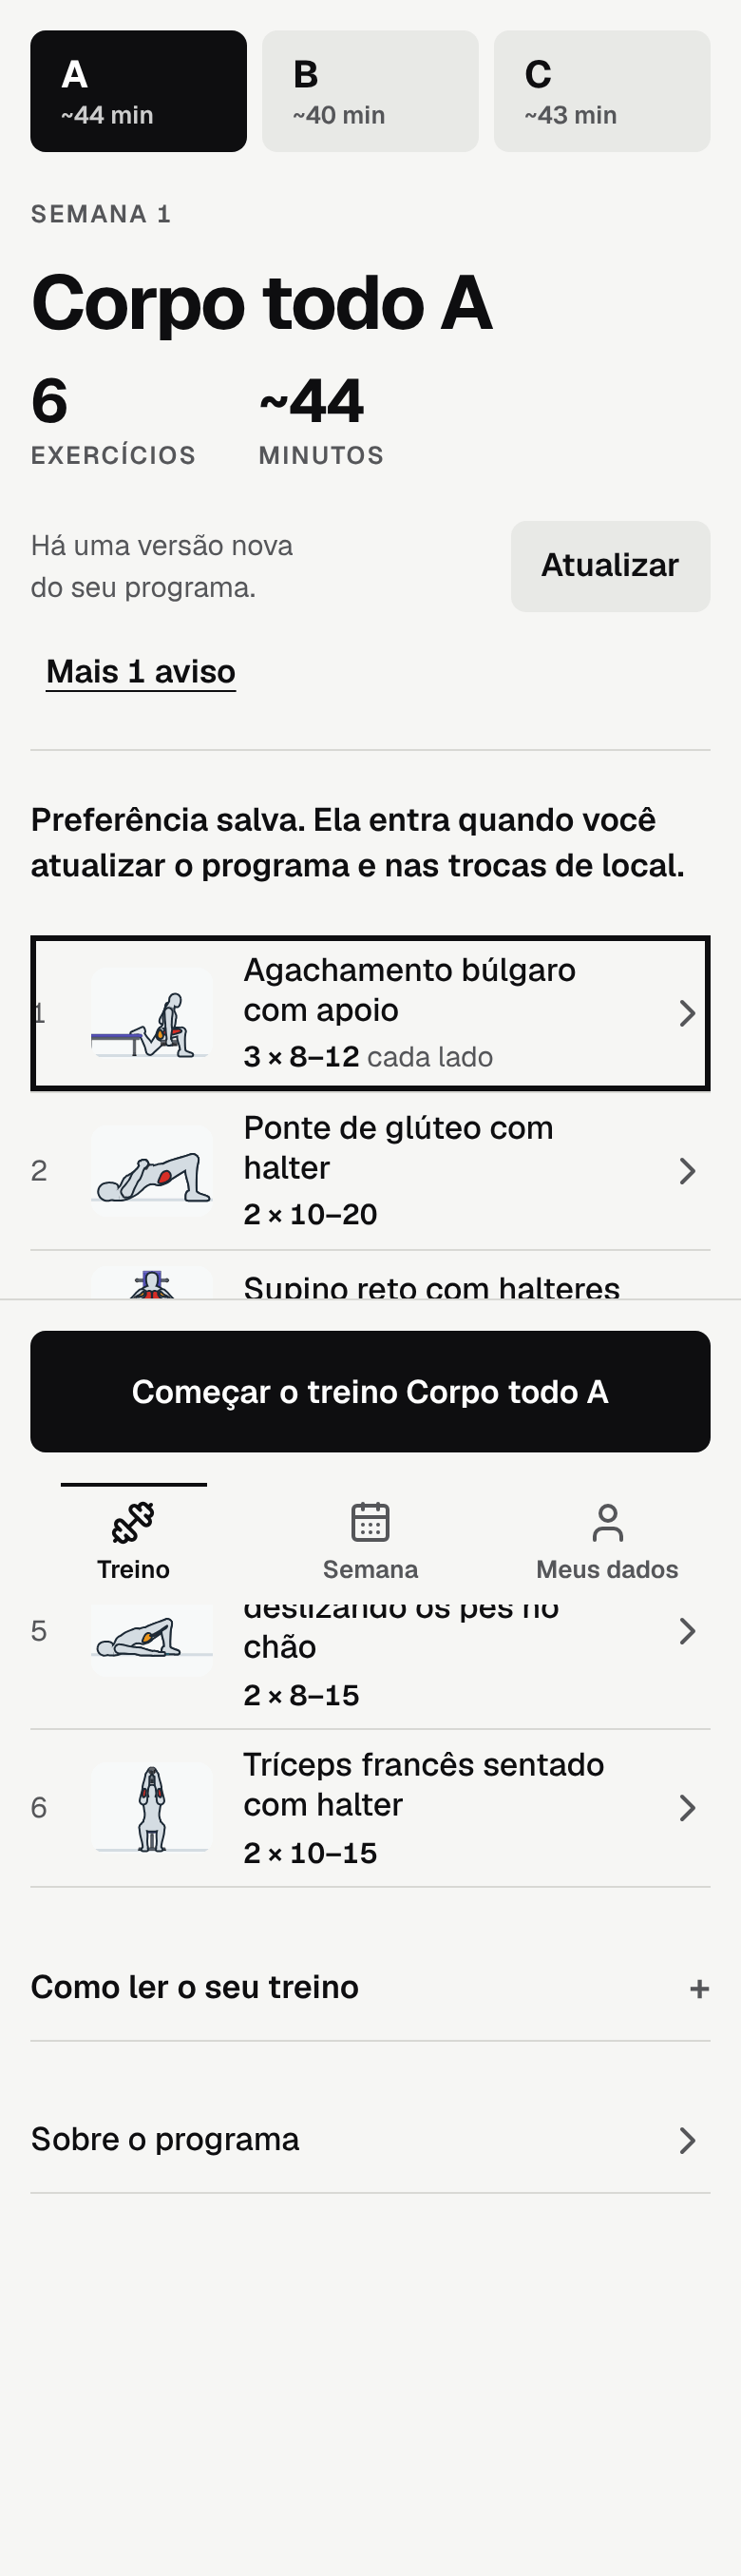 A
~44 min
B
~40 min
C
~43 min
SEMANA 1
Corpo todo A
6
EXERCÍCIOS
~44
MINUTOS
Há uma versão nova
do seu programa.
Atualizar
Mais 1 aviso
Preferência salva. Ela entra quando você
atualizar o programa e nas trocas de local.
1
Agachamento búlgaro
com apoio
3 × 8–12 cada lado
2
Ponte de glúteo com
halter
2 × 10–20
Supino reto com halteres
Começar o treino Corpo todo A
Treino
Semana
Meus dados
5
deslizando os pés no
chão
2 × 8–15
6
Tríceps francês sentado
com halter
2 × 10–15
Como ler o seu treino
+
Sobre o programa